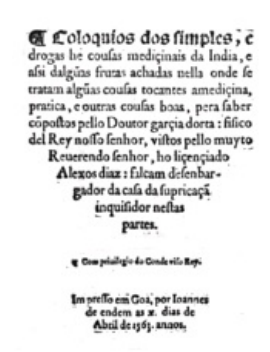 ¶ Coloquios dos simples, e
drogas he cousas mediçinais da India, e
assi dalgũas frutas achadas nella onde se
tratam algũas cousas tocantes amediçina,
pratica, e outras cousas boas, pera saber
cõpostos pello Doutor garçia dorta : fisico
del Rey nosso senhor, vistos pello muyto
Reuerendo senhor, ho liçençiado
Alexos diaz : falcam desenbar-
gador da casa da supricaçã
inquisidor nestas
partes.
¶ Com priuilegio do Conde viso Rey.
Impresso em Goa, por Ioannes
de endem as x. dias de
Abril de 1563. annos.